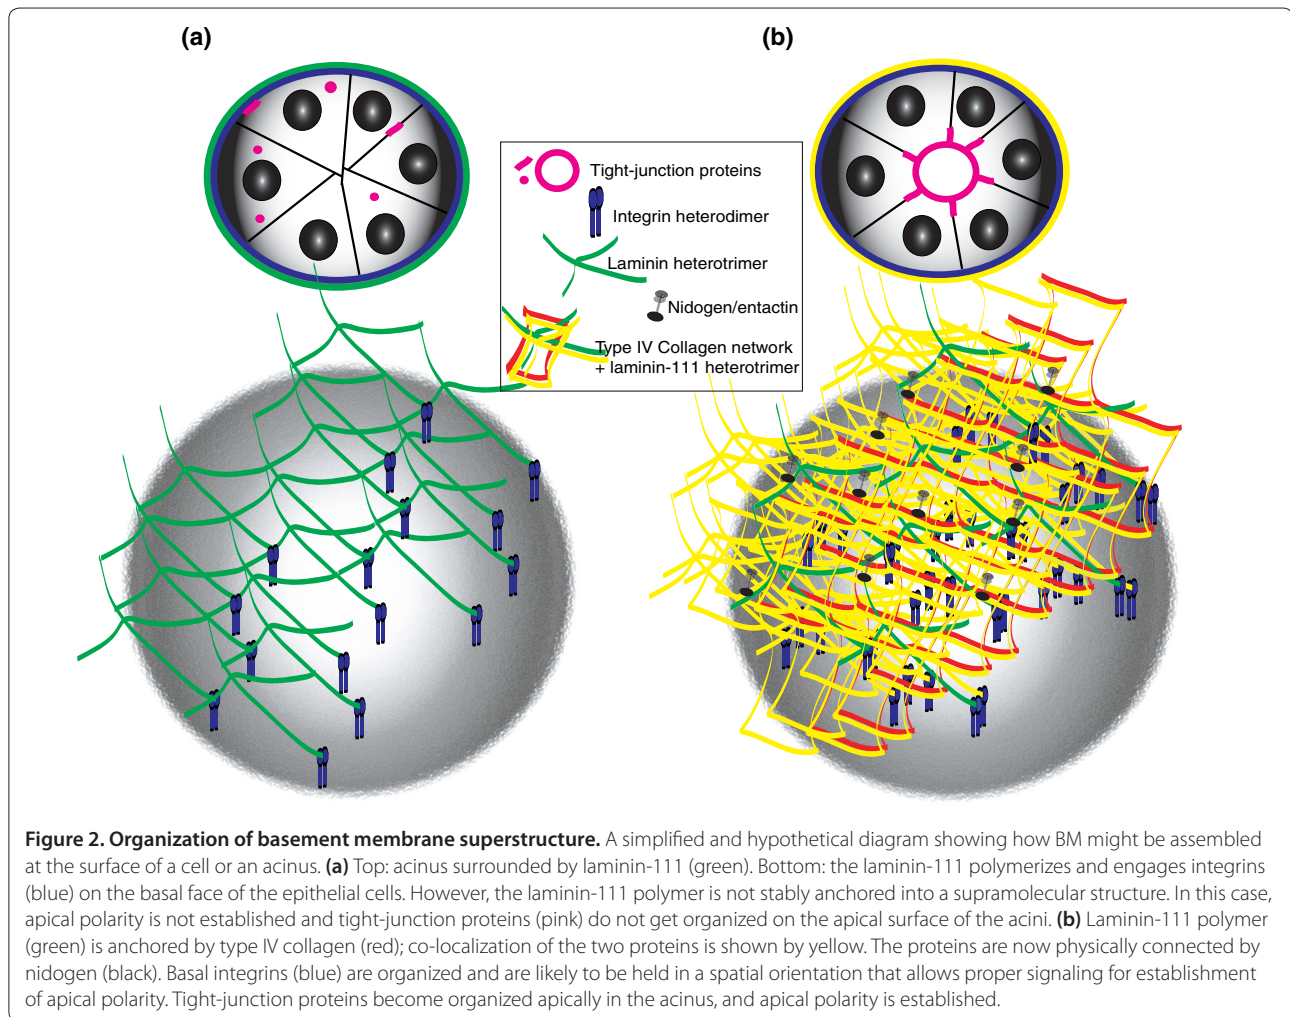 (a)
(b)
Tight-junction proteins
Integrin heterodimer
Laminin heterotrimer
Nidogen/entactin
Type IV Collagen network
+ laminin-111 heterotrimer
Figure 2. Organization of basement membrane superstructure. A simplified and hypothetical diagram showing how BM might be assembled
at the surface of a cell or an acinus. (a) Top: acinus surrounded by laminin-111 (green). Bottom: the laminin-111 polymerizes and engages integrins
(blue) on the basal face of the epithelial cells. However, the laminin-111 polymer is not stably anchored into a supramolecular structure. In this case,
apical polarity is not established and tight-junction proteins (pink) do not get organized on the apical surface of the acini. (b) Laminin-111 polymer
(green) is anchored by type IV collagen (red); co-localization of the two proteins is shown by yellow. The proteins are now physically connected by
nidogen (black). Basal integrins (blue) are organized and are likely to be held in a spatial orientation that allows proper signaling for establishment
of apical polarity. Tight-junction proteins become organized apically in the acinus, and apical polarity is established.